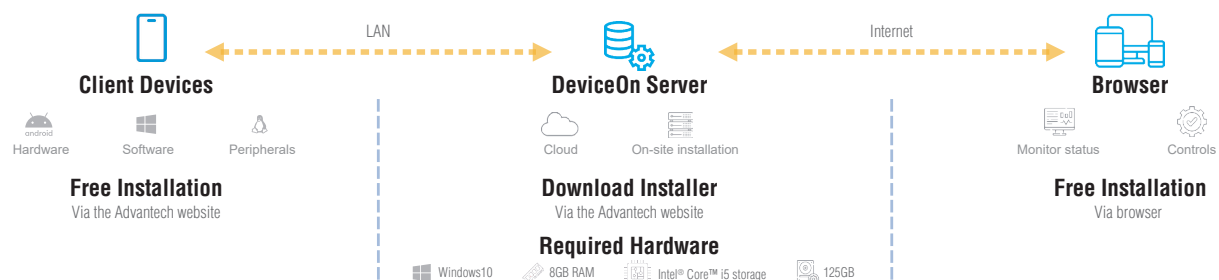 LAN
Internet
Client Devices
DeviceOn Server
Browser
android
Hardware
Software
Peripherals
Cloud
On-site installation
Monitor status
Controls
Free Installation
Via the Advantech website
Download Installer
Via the Advantech website
Free Installation
Via browser
Required Hardware
Windows10
8GB RAM
Intel® Core™ i5 storage
125GB